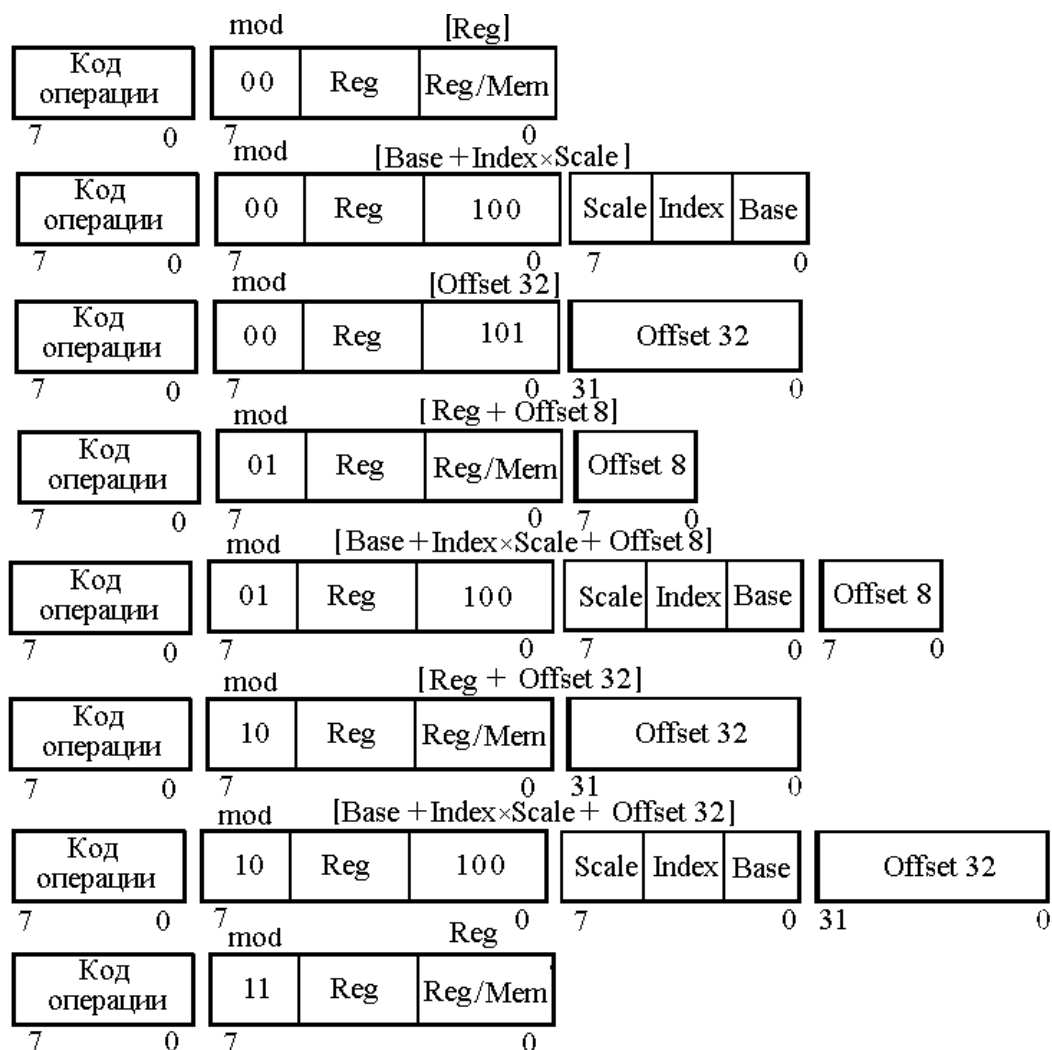 mod [Reg]
Код операции 00 Reg Reg/Mem
7 0 7 0
mod [Base + Index×Scale]
Код операции 00 Reg 100 Scale Index Base
7 0 7 0 7 0
mod [Offset 32]
Код операции 00 Reg 101 Offset 32
7 0 7 0 31 0
mod [Reg + Offset 8]
Код операции 01 Reg Reg/Mem Offset 8
7 0 7 0 7 0
mod [Base + Index×Scale + Offset 8]
Код операции 01 Reg 100 Scale Index Base Offset 8
7 0 7 0 7 0 7 0
mod [Reg + Offset 32]
Код операции 10 Reg Reg/Mem Offset 32
7 0 7 0 31 0
mod [Base + Index×Scale + Offset 32]
Код операции 10 Reg 100 Scale Index Base Offset 32
7 0 7 0 7 0 31 0
mod Reg
Код операции 11 Reg Reg/Mem
7 0 7 0